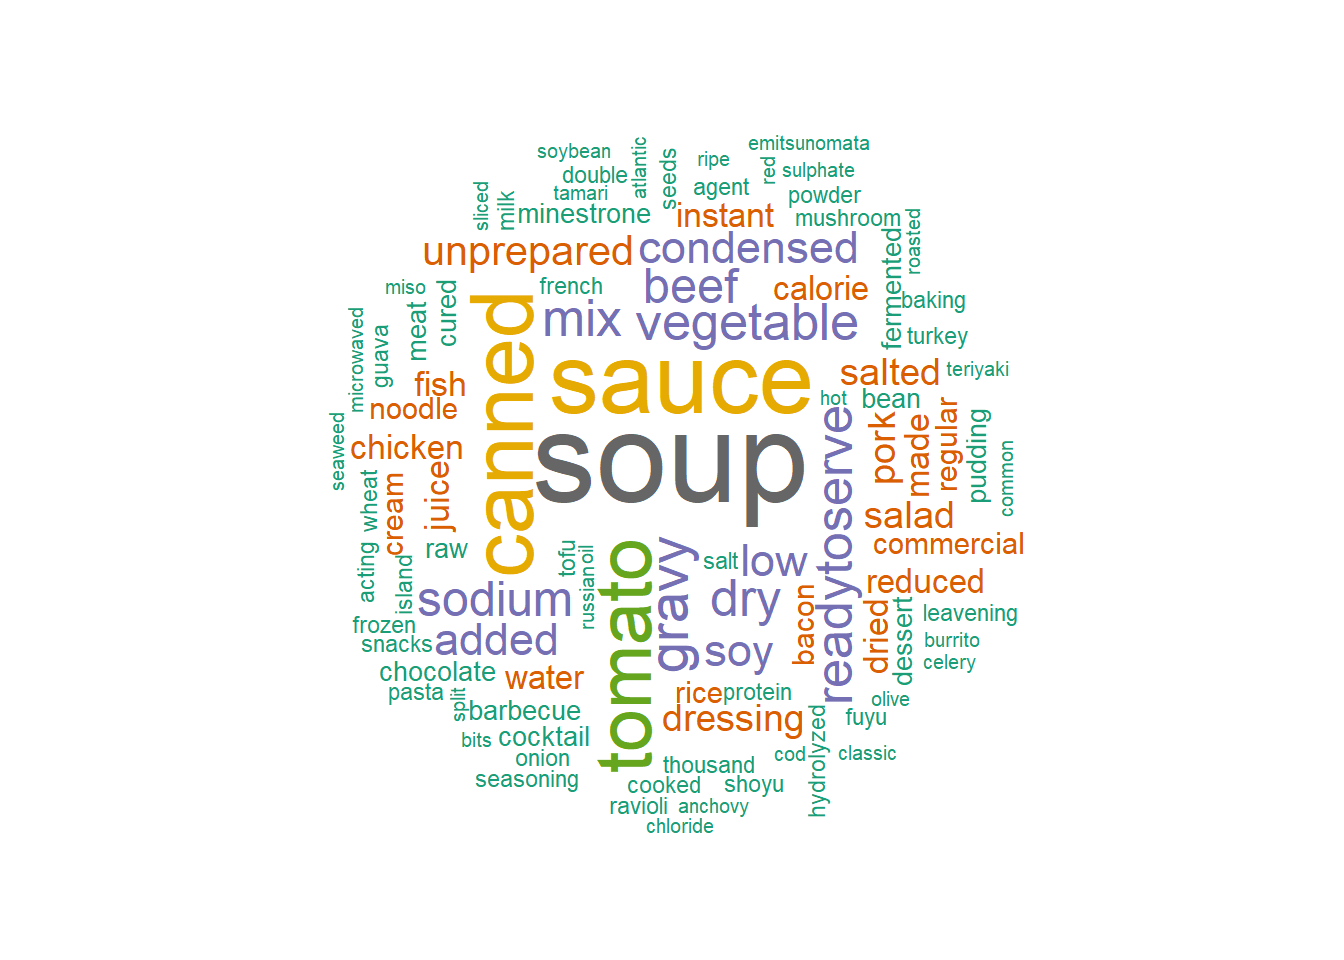 emitsunomata
soybean
atlantic
ripe
red
sulphate
double
seeds
agent
tamari
powder
sliced
milk
minestrone
instant
mushroom
roasted
unprepared
condensed
fermented
miso
french
beef
calorie
baking
cured
meat
canned
mix
vegetable
turkey
microwaved
guava
sauce
salted
teriyaki
fish
noodle
hot
bean
seaweed
chicken
soup
readytoserve
pork
made
regular
pudding
common
wheat
cream
juice
salad
raw
tofu
oil
tomato
gravy
salt
low
commercial
acting
island
russian
sodium
dry
bacon
reduced
dried
dessert
leavening
frozen
snacks
added
soy
burrito
celery
chocolate
water
pasta
split
rice
protein
olive
barbecue
dressing
hydrolyzed
fuyu
bits
cocktail
onion
cod
classic
seasoning
thousand
cooked
shoyu
ravioli
anchovy
chloride